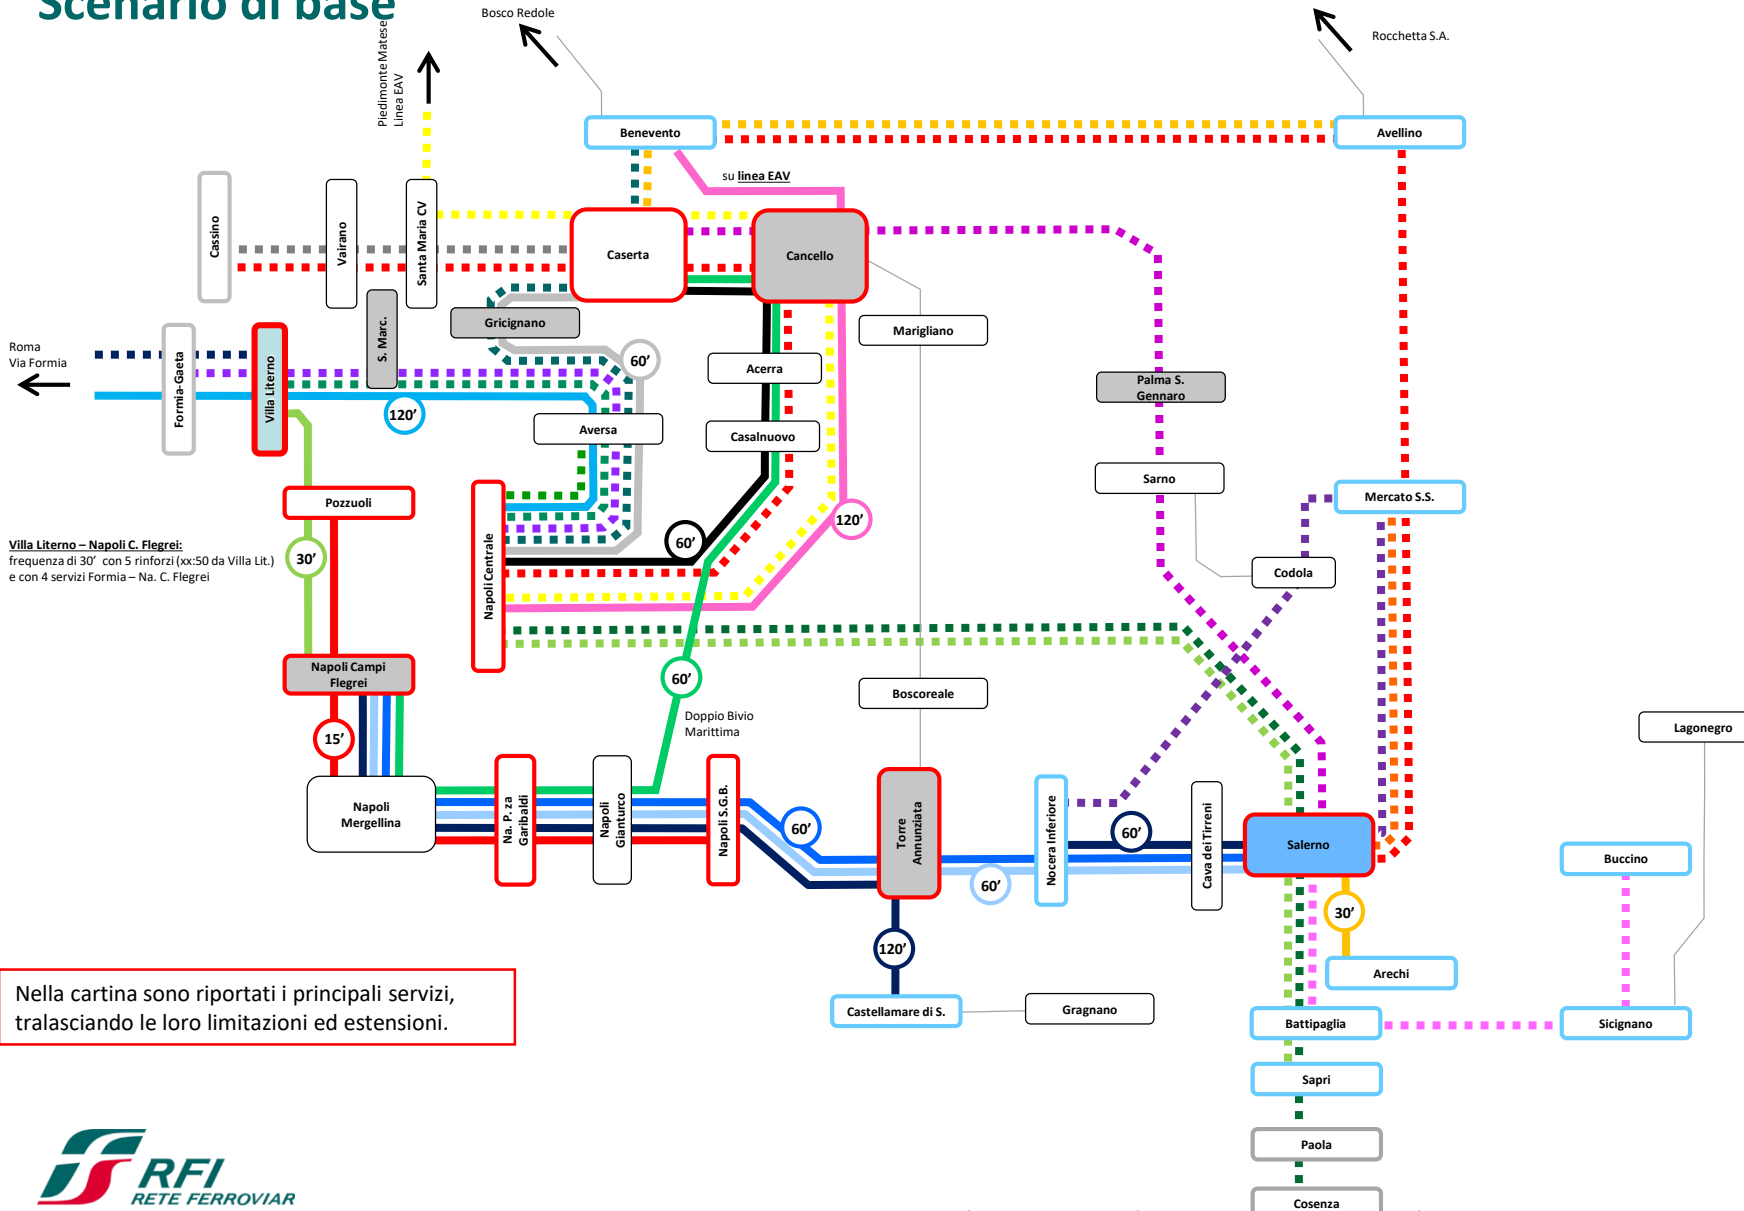 Scenario di base
Bosco Redole
Rocchetta S.A.
Piedimonte Matese
Linea EAV
Benevento
Avellino
su linea EAV
Cassino
Vairano
Santa Maria CV
Caserta
Cancello
S. Marc.
Gricignano
Marigliano
Roma
Via Formia
Formia-Gaeta
Villa Literno
60’
Acerra
Palma S.
Gennaro
120’
Aversa
Casalnuovo
Sarno
Mercato S.S.
Pozzuoli
Napoli Centrale
120’
60’
Villa Literno – Napoli C. Flegrei:
frequenza di 30’ con 5 rinforzi (xx:50 da Villa Lit.)
e con 4 servizi Formia – Na. C. Flegrei
30’
Codola
Napoli Campi
Flegrei
60’
Boscoreale
Doppio Bivio
Marittima
Lagonegro
15’
Napoli
Mergellina
Na. P. za
Garibaldi
Napoli
Gianturco
Napoli S.G.B.
60’
Torre
Annunziata
60’
Nocera Inferiore
60’
Cava dei Tirreni
Salerno
Buccino
30’
120’
Arechi
Castellamare di S.
Gragnano
Battipaglia
Sicignano
Nella cartina sono riportati i principali servizi,
tralasciando le loro limitazioni ed estensioni.
Sapri
Paola
Cosenza
RFI
RETE FERROVIAR